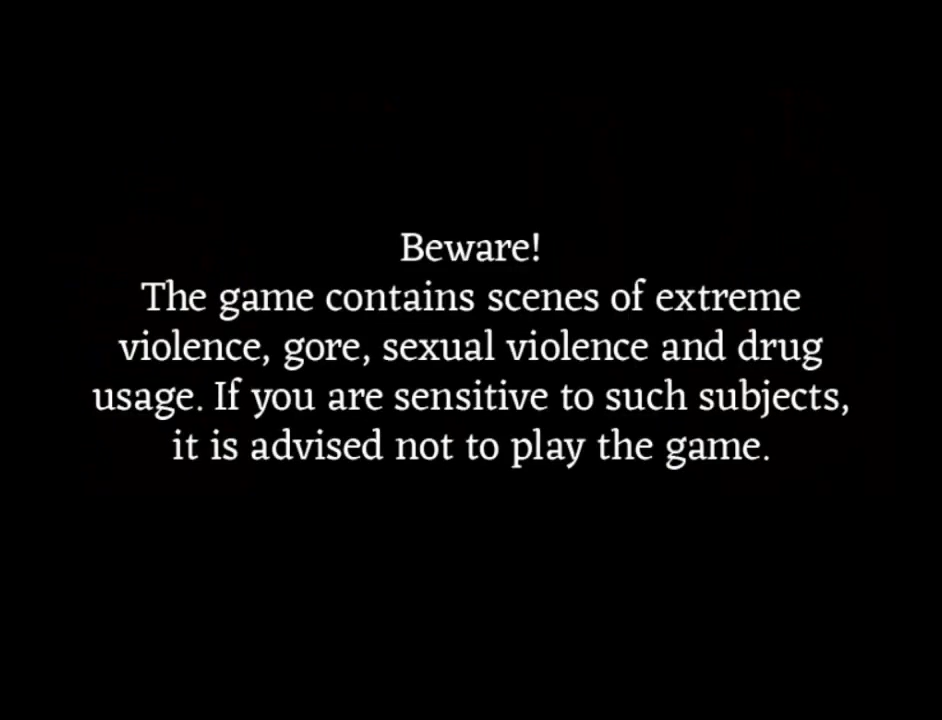 Beware!
The game contains scenes of extreme
violence, gore, sexual violence and drug
usage. If you are sensitive to such subjects,
it is advised not to play the game.